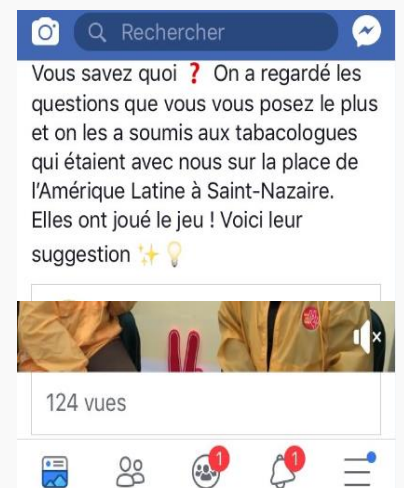 Rechercher
Vous savez quoi ❓ On a regardé les
questions que vous vous posez le plus
et on les a soumis aux tabacologues
qui étaient avec nous sur la place de
l’Amérique Latine à Saint-Nazaire.
Elles ont joué le jeu ! Voici leur
suggestion ✨ 💡
124 vues
1 1